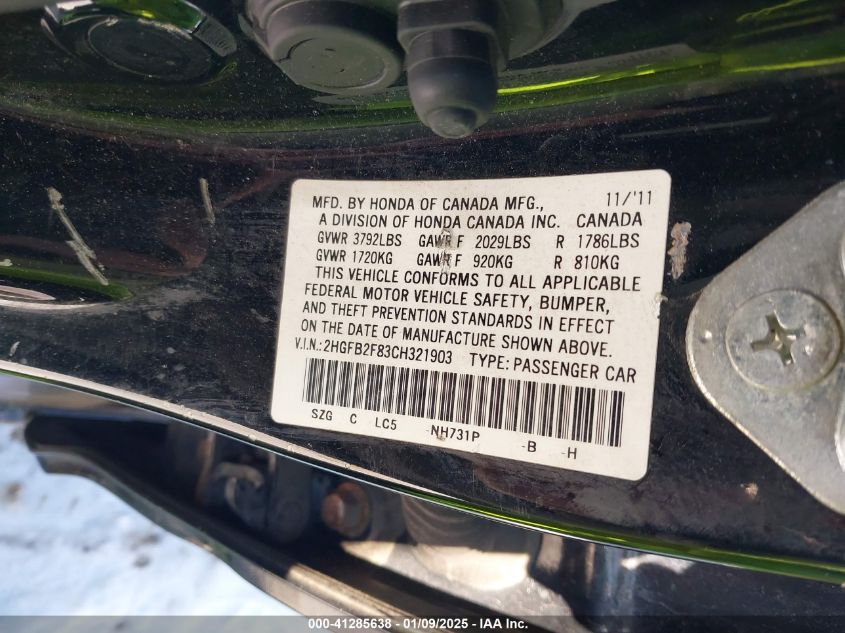 MFD. BY HONDA OF CANADA MFG., 11/'11
A DIVISION OF HONDA CANADA INC. CANADA
GVWR 3792LBS GAWR F 2029LBS R 1786LBS
GVWR 1720KG GAWR F 920KG R 810KG
THIS VEHICLE CONFORMS TO ALL APPLICABLE
FEDERAL MOTOR VEHICLE SAFETY, BUMPER,
AND THEFT PREVENTION STANDARDS IN EFFECT
ON THE DATE OF MANUFACTURE SHOWN ABOVE.
V.I.N.: 2HGFB2F83CH321903 TYPE: PASSENGER CAR
SZG C LC5 -NH731P -B -H
000-41285638 - 01/09/2025 - IAA Inc.